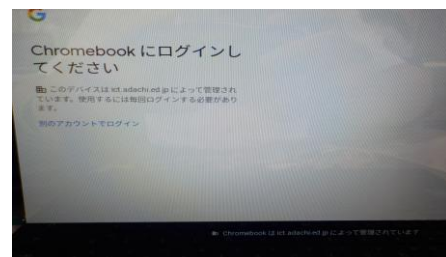 G
Chromebook にログインし
てください
このデバイスは ict.adachi.ed.jp によって管理され
ています。使用するには毎回ログインする必要があり
ます。
別のアカウントでログイン
Chromebook は ict.adachi.ed.jp によって管理されています